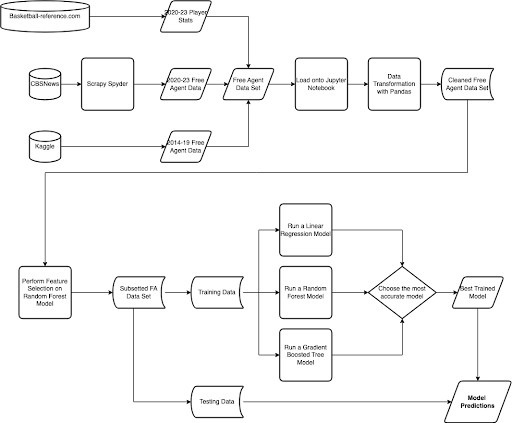 Basketball-reference.com
2020-23 Player
Stats
CBSNews
Scrapy Spyder
2020-23 Free
Agent Data
Free Agent
Data Set
Load onto Jupyter
Notebook
Data
Transformation
with Pandas
Cleaned Free
Agent Data Set
Kaggle
2014-19 Free
Agent Data
Perform Feature
Selection on
Random Forest
Model
Subsetted FA
Data Set
Training Data
Run a Linear
Regression Model
Run a Random
Forest Model
Run a Gradient
Boosted Tree
Model
Choose the most
accurate model
Best Trained
Model
Testing Data
Model
Predictions